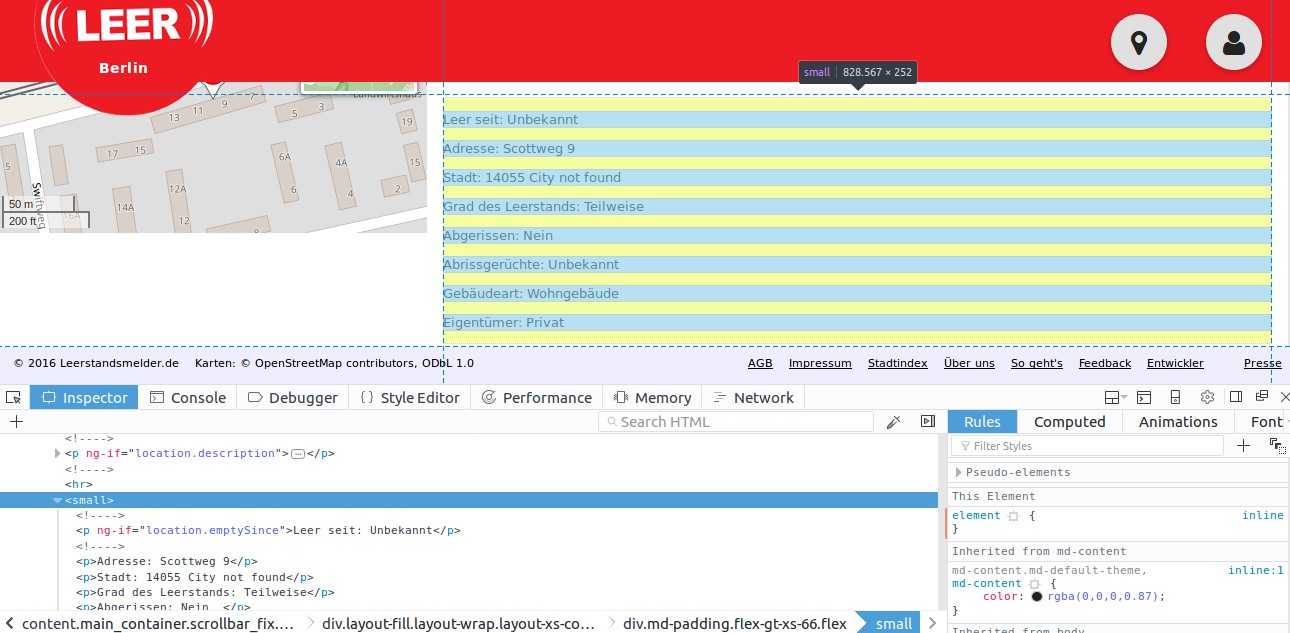 LEER
Berlin
small 828.567 × 252
Landwirtshaus
13 11 9 7 5 3 19
5 17 15 6A 4A 15
12A 6 4 2
14A 16A 12
Swiftweg
50 m
200 ft
Leer seit: Unbekannt
Adresse: Scottweg 9
Stadt: 14055 City not found
Grad des Leerstands: Teilweise
Abgerissen: Nein
Abrissgerüchte: Unbekannt
Gebäudeart: Wohngebäude
Eigentümer: Privat
© 2016 Leerstandsmelder.de Karten: © OpenStreetMap contributors, ODbL 1.0 AGB Impressum Stadtindex Über uns So geht's Feedback Entwickler Presse
Inspector Console Debugger Style Editor Performance Memory Network
Search HTML
<!---->
<p ng-if="location.description">…</p>
<!---->
<hr>
<small>
<!---->
<p ng-if="location.emptySince">Leer seit: Unbekannt</p>
<!---->
<p>Adresse: Scottweg 9</p>
<p>Stadt: 14055 City not found</p>
<p>Grad des Leerstands: Teilweise</p>
<p>Abgerissen: Nein </p>
content.main_container.scrollbar_fix.… div.layout-fill.layout-wrap.layout-xs-co… div.md-padding.flex-gt-xs-66.flex small
Rules Computed Animations Font
Filter Styles
Pseudo-elements
This Element
element { inline
}
Inherited from md-content
md-content.md-default-theme, inline:1
md-content {
color: rgba(0,0,0,0.87);
}
Inherited from body